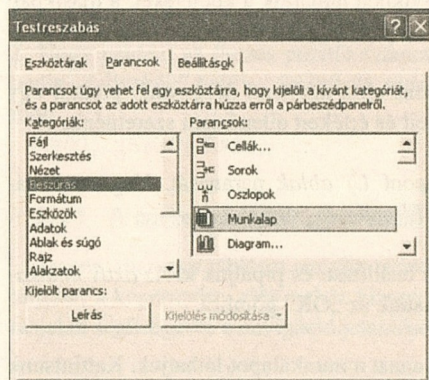 Testreszabás
Eszköztárak Parancsok Beállítások
Parancsot úgy vehet fel egy eszköztárra, hogy kijelöli a kívánt kategóriát,
és a parancsot az adott eszköztárra húzza erről a párbeszédpanelről.
Kategóriák:
Fájl
Szerkesztés
Nézet
Beszúrás
Formátum
Eszközök
Adatok
Ablak és súgó
Rajz
Alakzatok
Parancsok:
Cellák...
Sorok
Oszlopok
Munkalap
Diagram...
Kijelölt parancs:
Leírás
Kijelölés módosítása